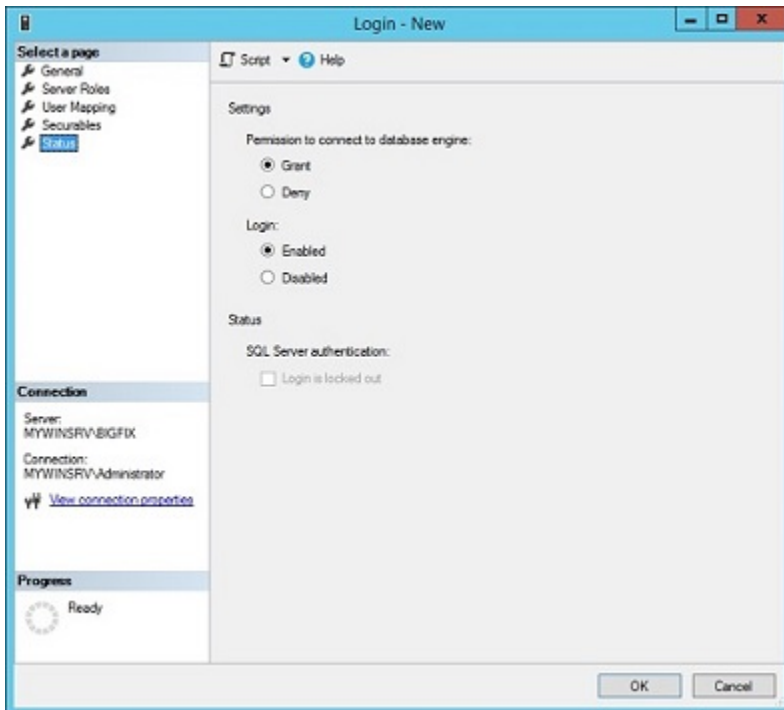 Login - New
Select a page
General
Server Roles
User Mapping
Securables
Status
Script
Help
Settings
Permission to connect to database engine:
Grant
Deny
Login:
Enabled
Disabled
Status
SQL Server authentication:
Login is locked out
Connection
Server:
MYWINSRV\BIGFIX
Connection:
MYWINSRV\Administrator
View connection properties
Progress
Ready
OK
Cancel